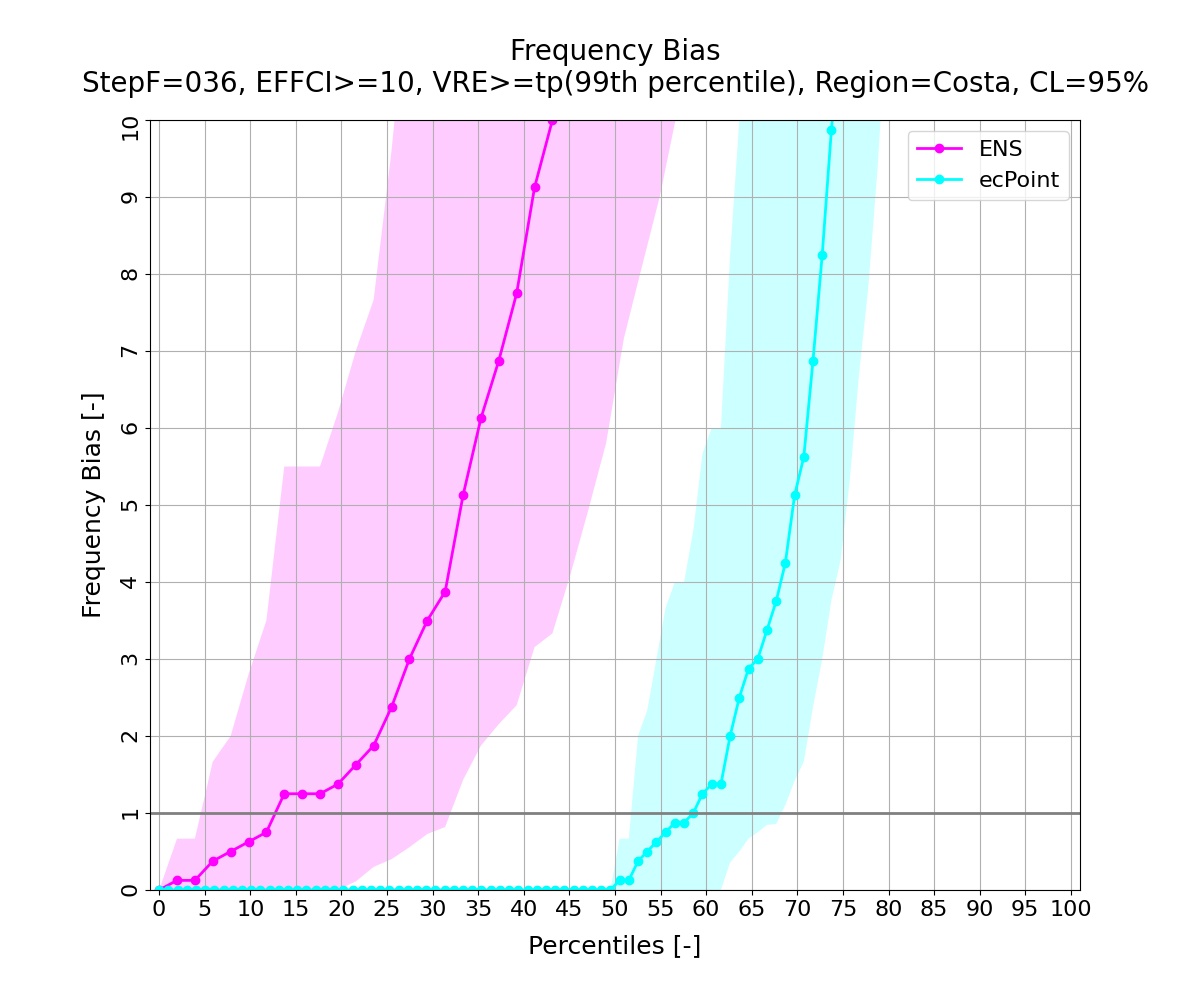 Frequency Bias
StepF=036, EFFCI>=10, VRE>=tp(99th percentile), Region=Costa, CL=95%
10
9
8
7
6
5
4
3
2
1
0
Frequency Bias [-]
ENS
ecPoint
0 5 10 15 20 25 30 35 40 45 50 55 60 65 70 75 80 85 90 95 100
Percentiles [-]